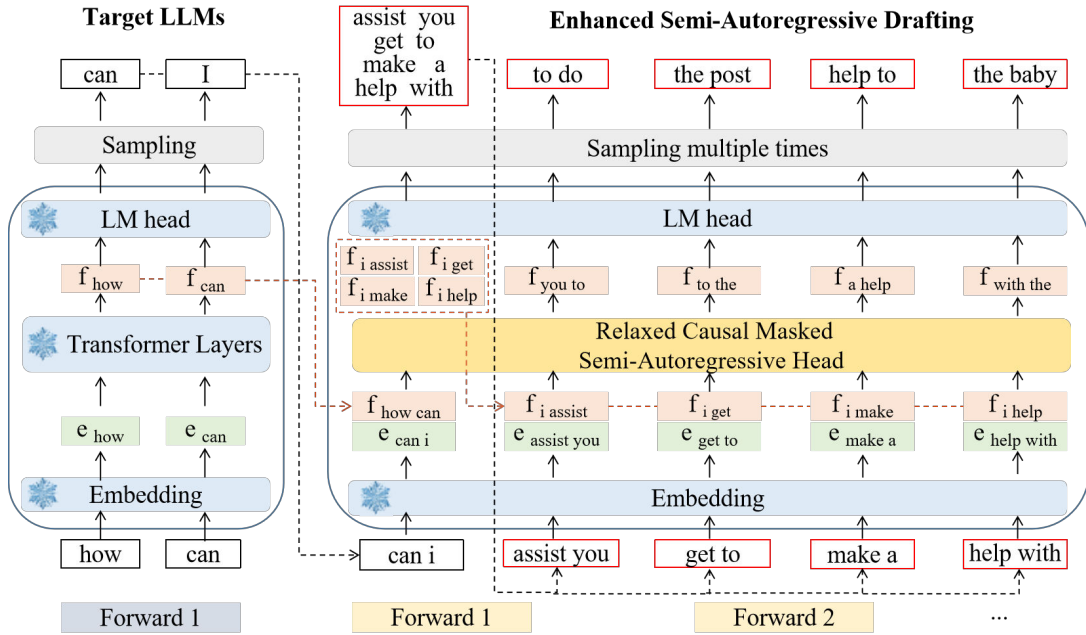 Target LLMs
can
I
Sampling
LM head
f how
f can
Transformer Layers
e how
e can
Embedding
how
can
Forward 1
Enhanced Semi-Autoregressive Drafting
assist you
get to
make a
help with
to do
the post
help to
the baby
Sampling multiple times
LM head
f i assist
f i get
f i make
f i help
f you to
f to the
f a help
f with the
Relaxed Causal Masked
Semi-Autoregressive Head
f how can
f i assist
f i get
f i make
f i help
e can i
e assist you
e get to
e make a
e help with
Embedding
can i
assist you
get to
make a
help with
Forward 1
Forward 2
...